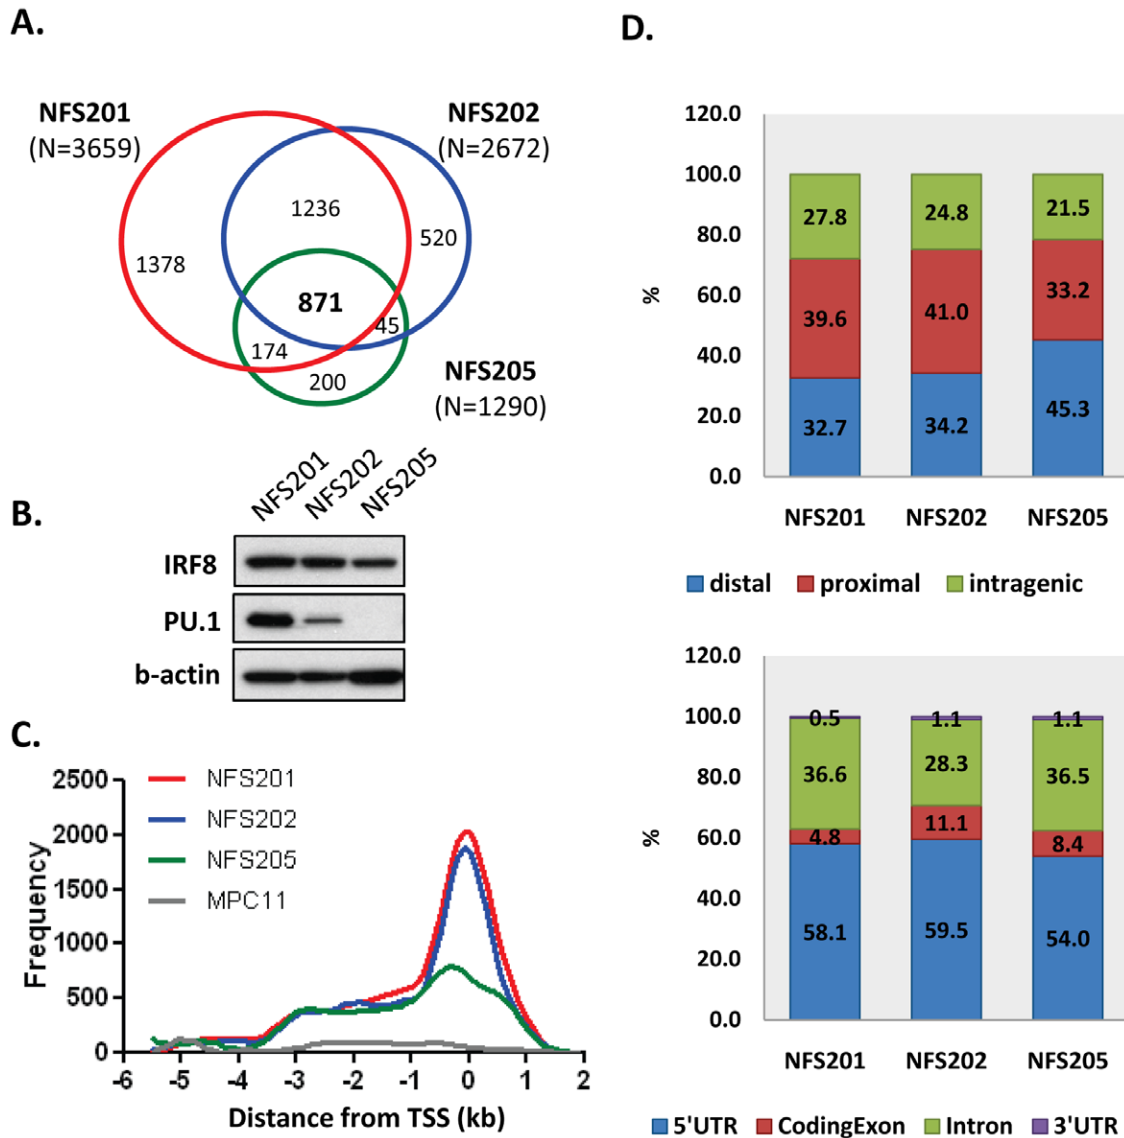 A.
NFS201
(N=3659)
NFS202
(N=2672)
1236
520
1378
871
45
174
200
NFS205
(N=1290)
B.
NFS201 NFS202 NFS205
IRF8
PU.1
b-actin
C.
2500
2000
1500
1000
500
0
Frequency
NFS201
NFS202
NFS205
MPC11
-6 -5 -4 -3 -2 -1 0 1 2
Distance from TSS (kb)
D.
120.0
100.0
80.0
60.0
40.0
20.0
0.0
%
27.8 24.8 21.5
39.6 41.0 33.2
32.7 34.2 45.3
NFS201 NFS202 NFS205
distal proximal intragenic
120.0
100.0
80.0
60.0
40.0
20.0
0.0
%
0.5 1.1 1.1
36.6 28.3 36.5
4.8 11.1 8.4
58.1 59.5 54.0
NFS201 NFS202 NFS205
5'UTR CodingExon Intron 3'UTR